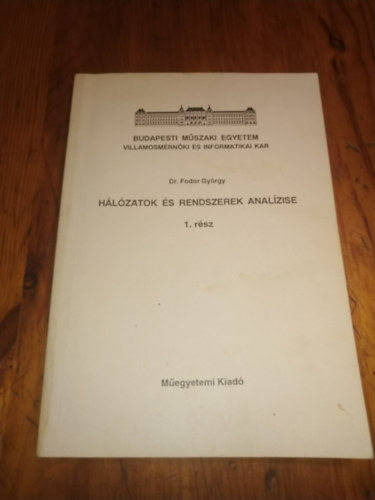 BUDAPESTI MŰSZAKI EGYETEM
VILLAMOSMÉRNÖKI ÉS INFORMATIKAI KAR
Dr. Fodor György
HÁLÓZATOK ÉS RENDSZEREK ANALÍZISE
1. rész
Műegyetemi Kiadó